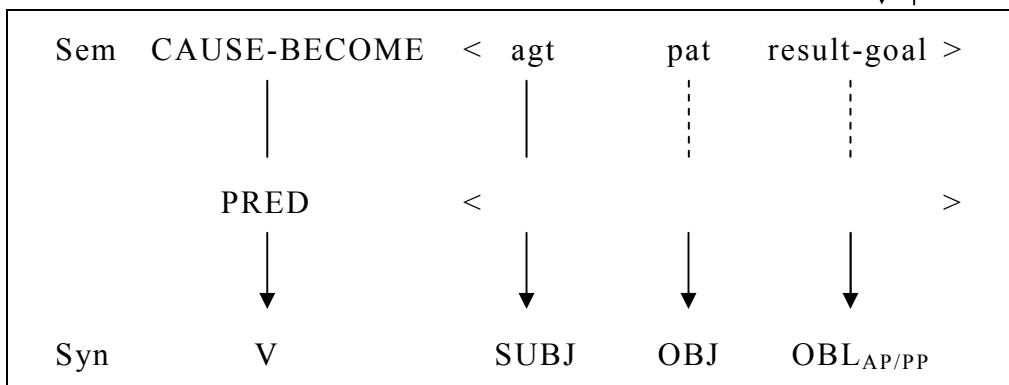 Sem CAUSE-BECOME < agt pat result-goal >
PRED < >
Syn V SUBJ OBJ OBL_AP/PP